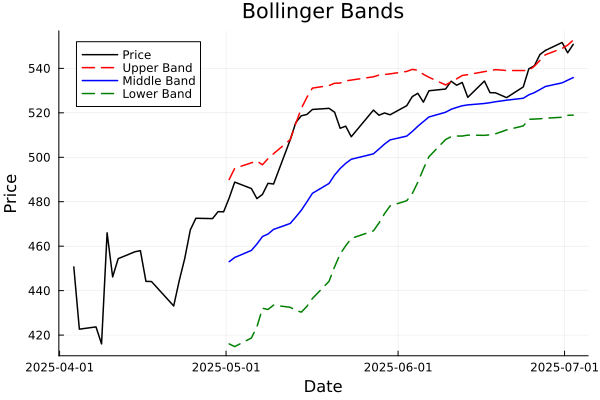 Bollinger Bands
Price
Upper Band
Middle Band
Lower Band
Price
540
520
500
480
460
440
420
2025-04-01
2025-05-01
2025-06-01
2025-07-01
Date